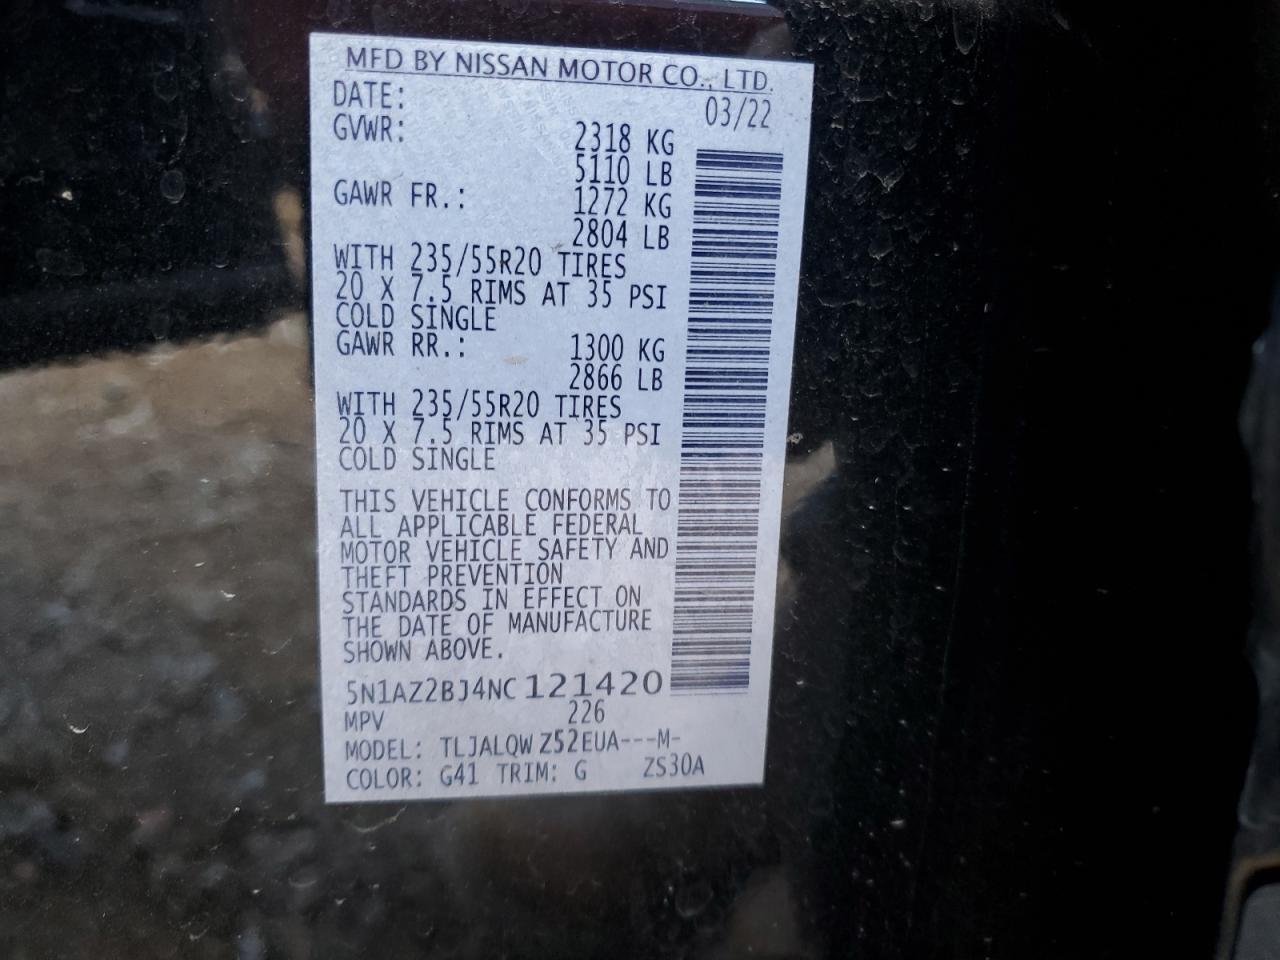 MFD BY NISSAN MOTOR CO., LTD.
DATE: 03/22
GVWR: 2318 KG
5110 LB
GAWR FR.: 1272 KG
2804 LB
WITH 235/55R20 TIRES
20 X 7.5 RIMS AT 35 PSI
COLD SINGLE
GAWR RR.: 1300 KG
2866 LB
WITH 235/55R20 TIRES
20 X 7.5 RIMS AT 35 PSI
COLD SINGLE
THIS VEHICLE CONFORMS TO
ALL APPLICABLE FEDERAL
MOTOR VEHICLE SAFETY AND
THEFT PREVENTION
STANDARDS IN EFFECT ON
THE DATE OF MANUFACTURE
SHOWN ABOVE.
5N1AZ2BJ4NC121420
MPV 226
MODEL: TLJALQW Z52EUA---M-
COLOR: G41 TRIM: G ZS30A